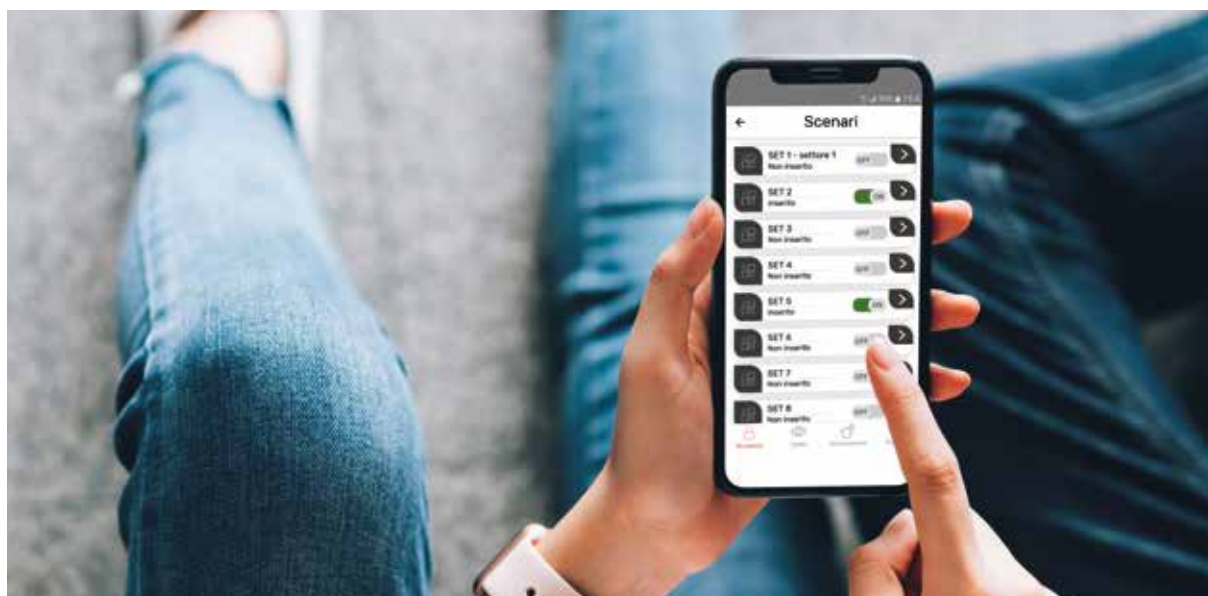 Scenari
SET 1 - settore 1
Non inserito
OFF
SET 2
Inserito
ON
SET 3
Non inserito
OFF
SET 4
Non inserito
OFF
SET 5
Inserito
ON
SET 6
Non inserito
OFF
SET 7
Non inserito
OFF
SET 8
Non inserito
OFF